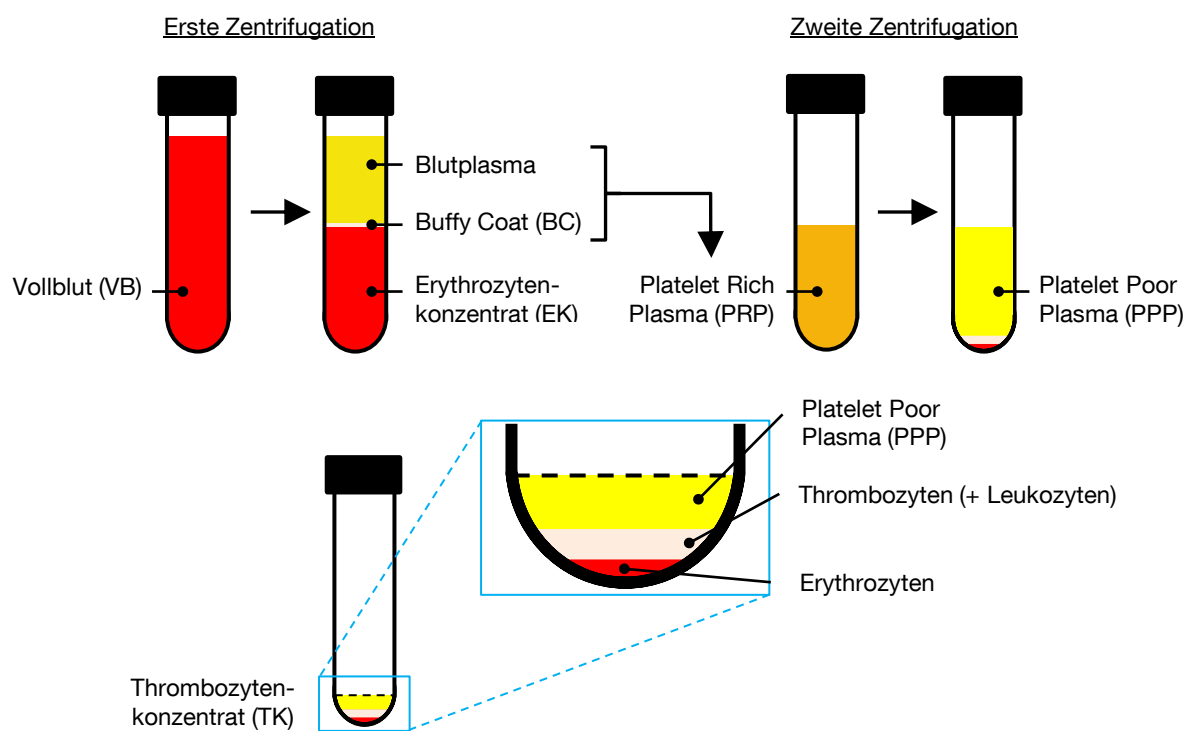 Erste Zentrifugation
Zweite Zentrifugation
Blutplasma
Buffy Coat (BC)
Vollblut (VB)
Erythrozyten-
konzentrat (EK)
Platelet Rich
Plasma (PRP)
Platelet Poor
Plasma (PPP)
Platelet Poor
Plasma (PPP)
Thrombozyten (+ Leukozyten)
Erythrozyten
Thrombozyten-
konzentrat (TK)